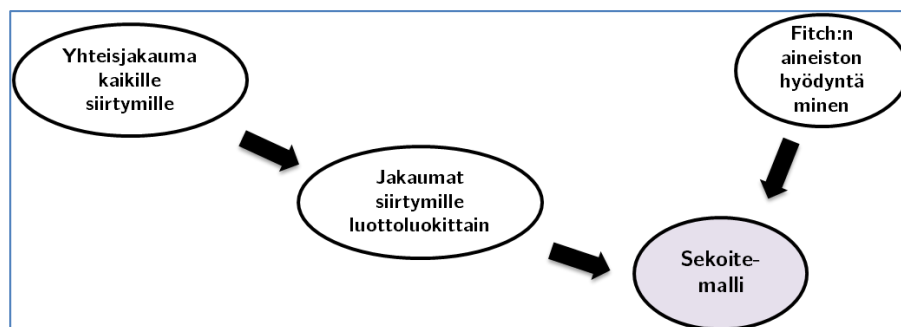 Yhteisjakauma
kaikille
siirtymille
Fitch:n
aineiston
hyödyntä
minen
Jakaumat
siirtymille
luottoluokittain
Sekoite-
malli